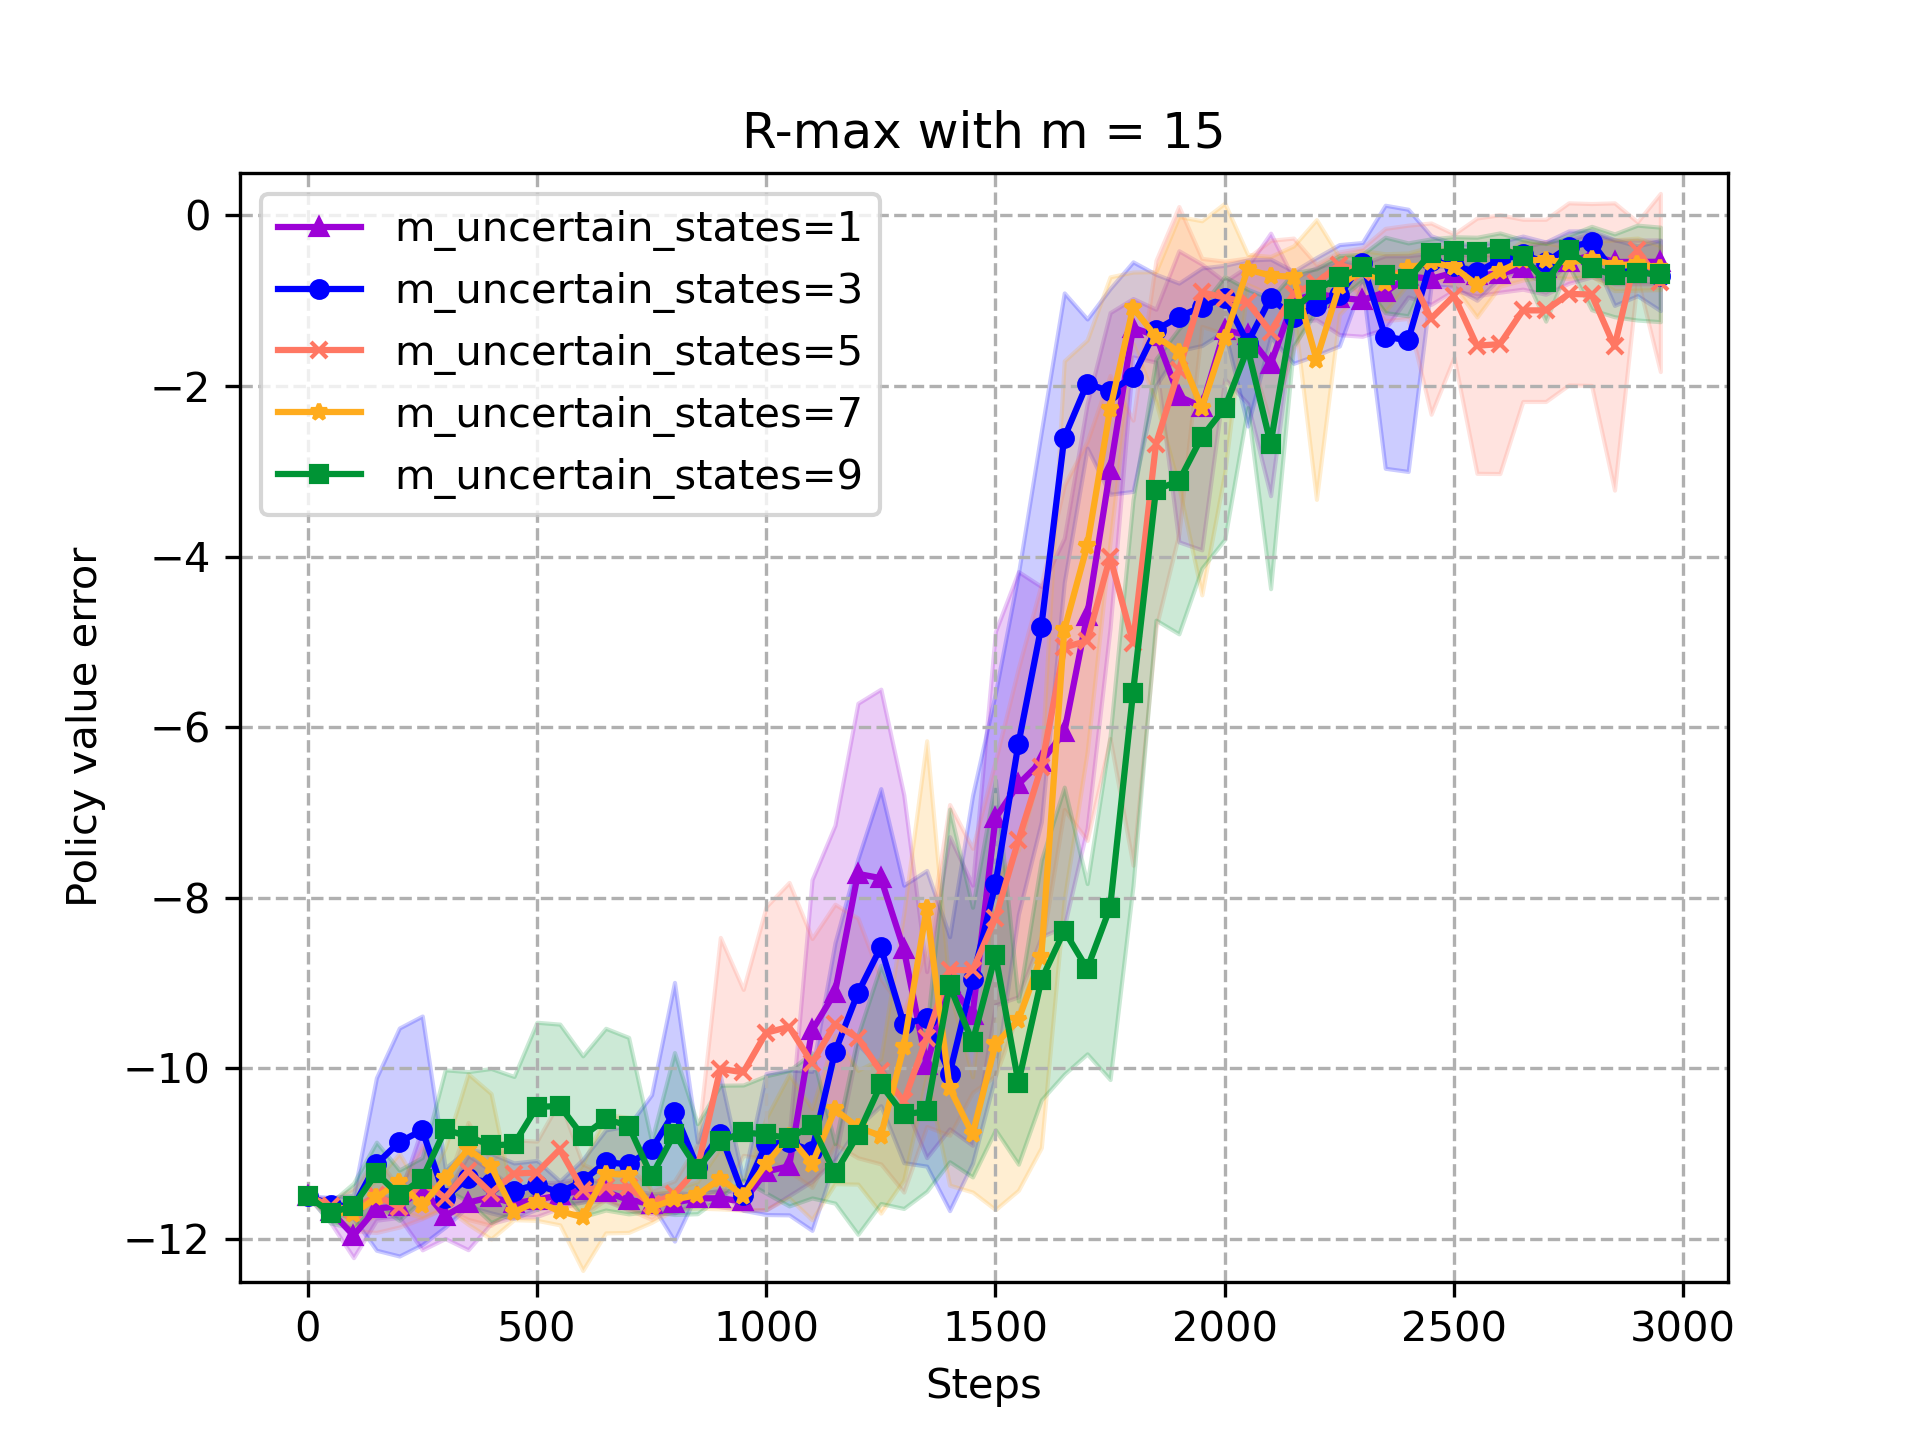 R-max with m = 15
m_uncertain_states=1
m_uncertain_states=3
m_uncertain_states=5
m_uncertain_states=7
m_uncertain_states=9
Policy value error
0
−2
−4
−6
−8
−10
−12
0 500 1000 1500 2000 2500 3000
Steps